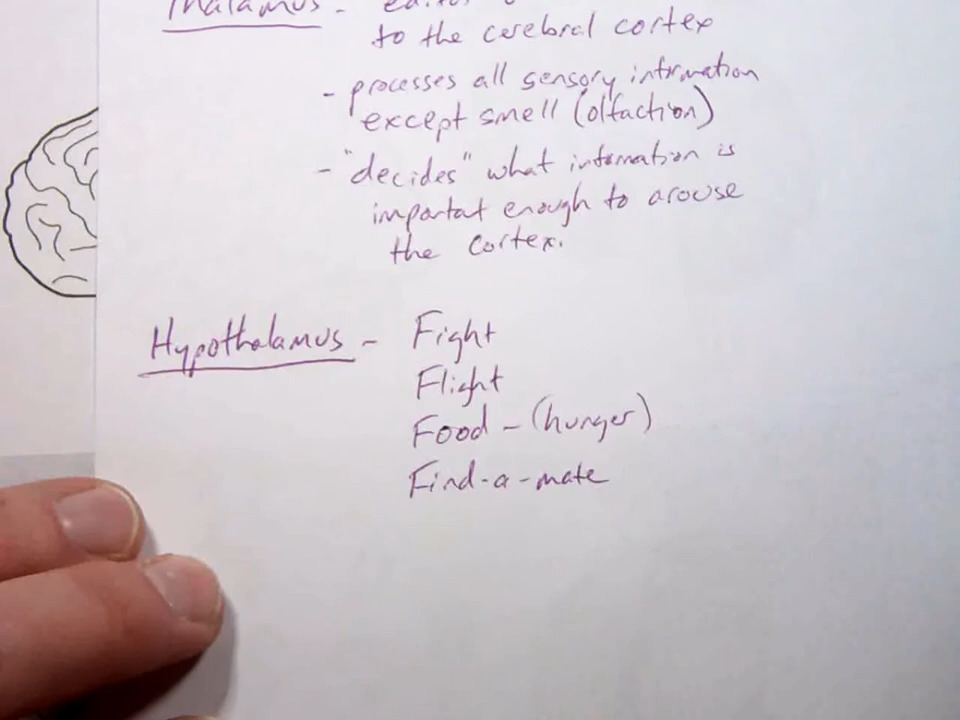 Thalamus -
to the cerebral cortex
- processes all sensory information
except smell (olfaction)
- "decides" what information is
important enough to arouse
the cortex.
Hypothalamus - Fight
Flight
Food - (hunger)
Find-a-mate